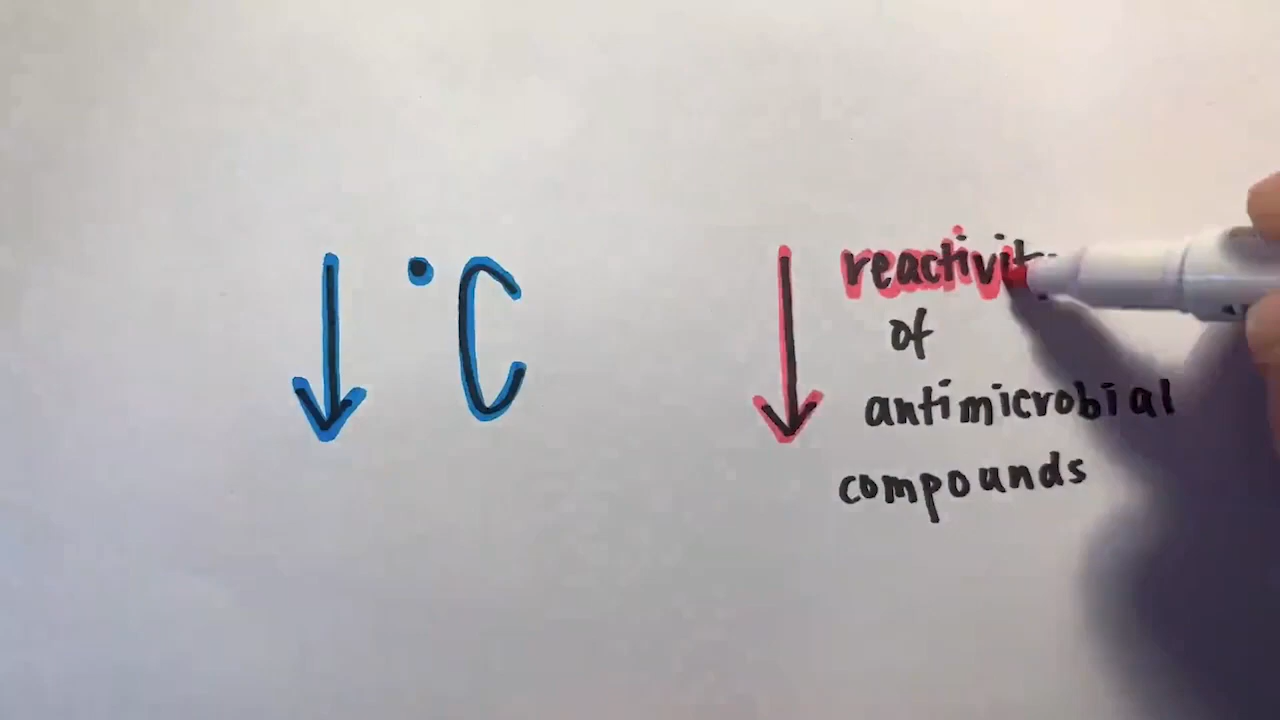 ↓ °C
↓ reactivit
of
antimicrobial
compounds